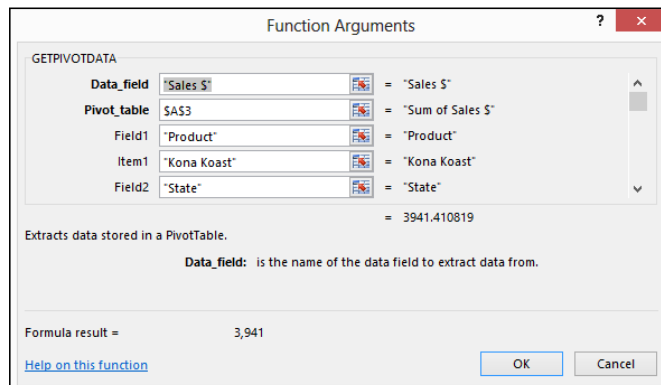 Function Arguments ? ×
GETPIVOTDATA
Data_field "Sales $" = "Sales $"
Pivot_table $A$3 = "Sum of Sales $"
Field1 "Product" = "Product"
Item1 "Kona Koast" = "Kona Koast"
Field2 "State" = "State"
= 3941.410819
Extracts data stored in a PivotTable.
Data_field: is the name of the data field to extract data from.
Formula result = 3,941
Help on this function OK Cancel